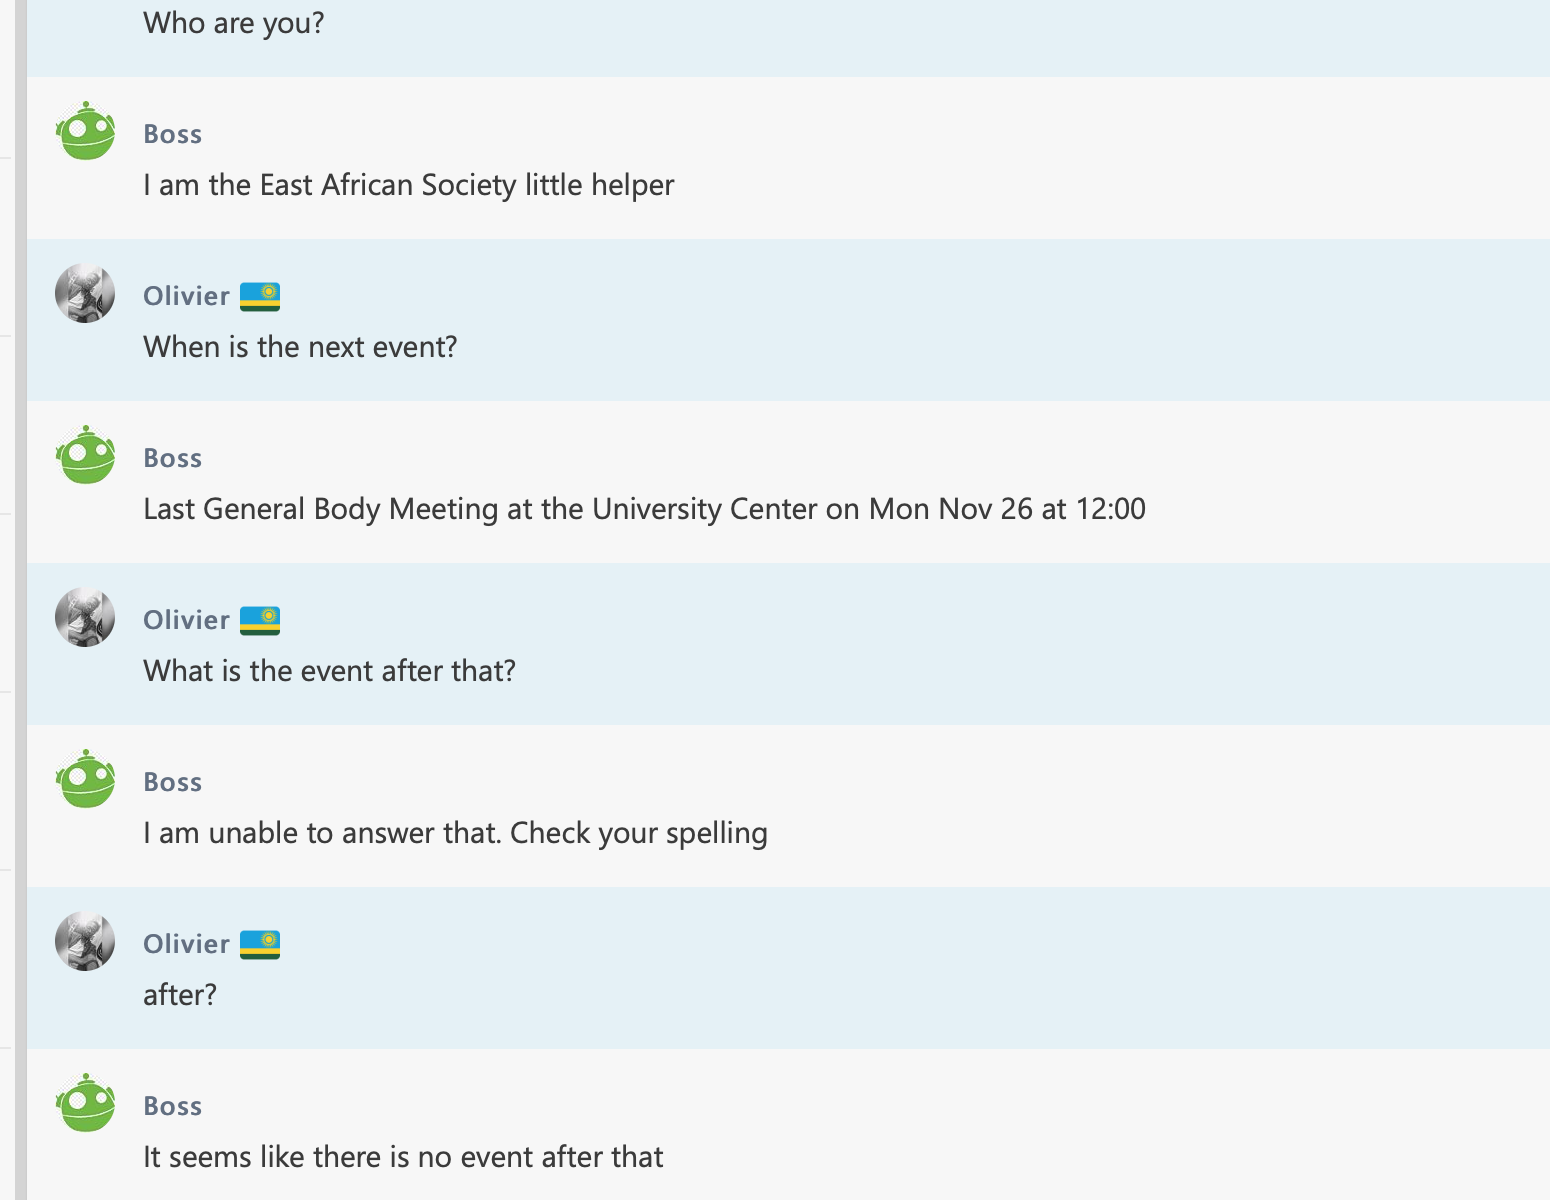 Who are you?
Boss
I am the East African Society little helper
Olivier 🇷🇼
When is the next event?
Boss
Last General Body Meeting at the University Center on Mon Nov 26 at 12:00
Olivier 🇷🇼
What is the event after that?
Boss
I am unable to answer that. Check your spelling
Olivier 🇷🇼
after?
Boss
It seems like there is no event after that